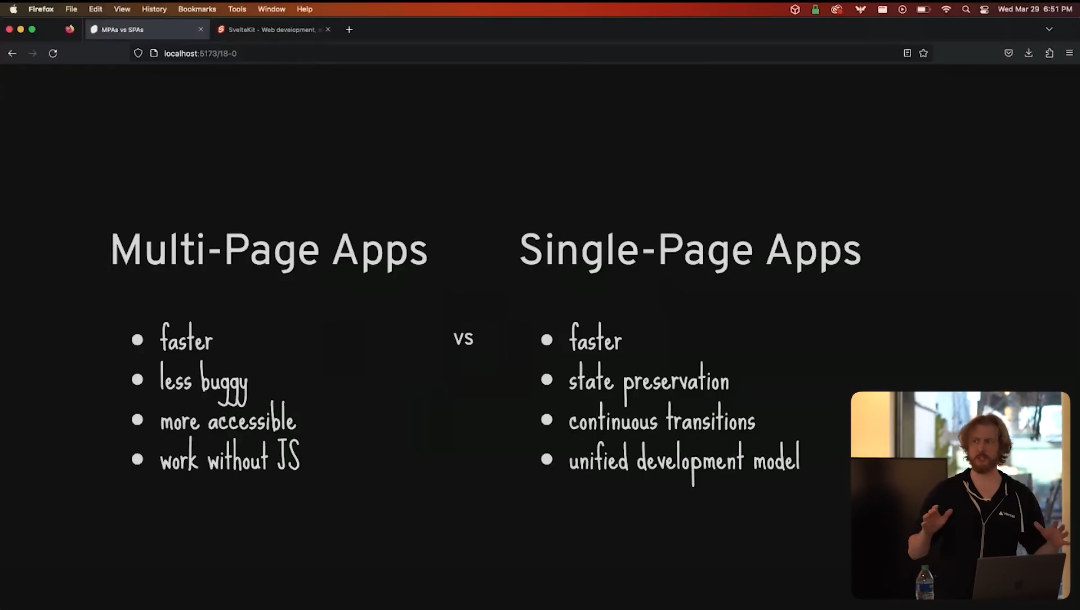 Firefox File Edit View History Bookmarks Tools Window Help Wed Mar 29 6:51 PM
MPAs vs SPAs
SvelteKit - Web development,
localhost:5173/18-0
Multi-Page Apps
Single-Page Apps
vs
faster
less buggy
more accessible
work without JS
faster
state preservation
continuous transitions
unified development model